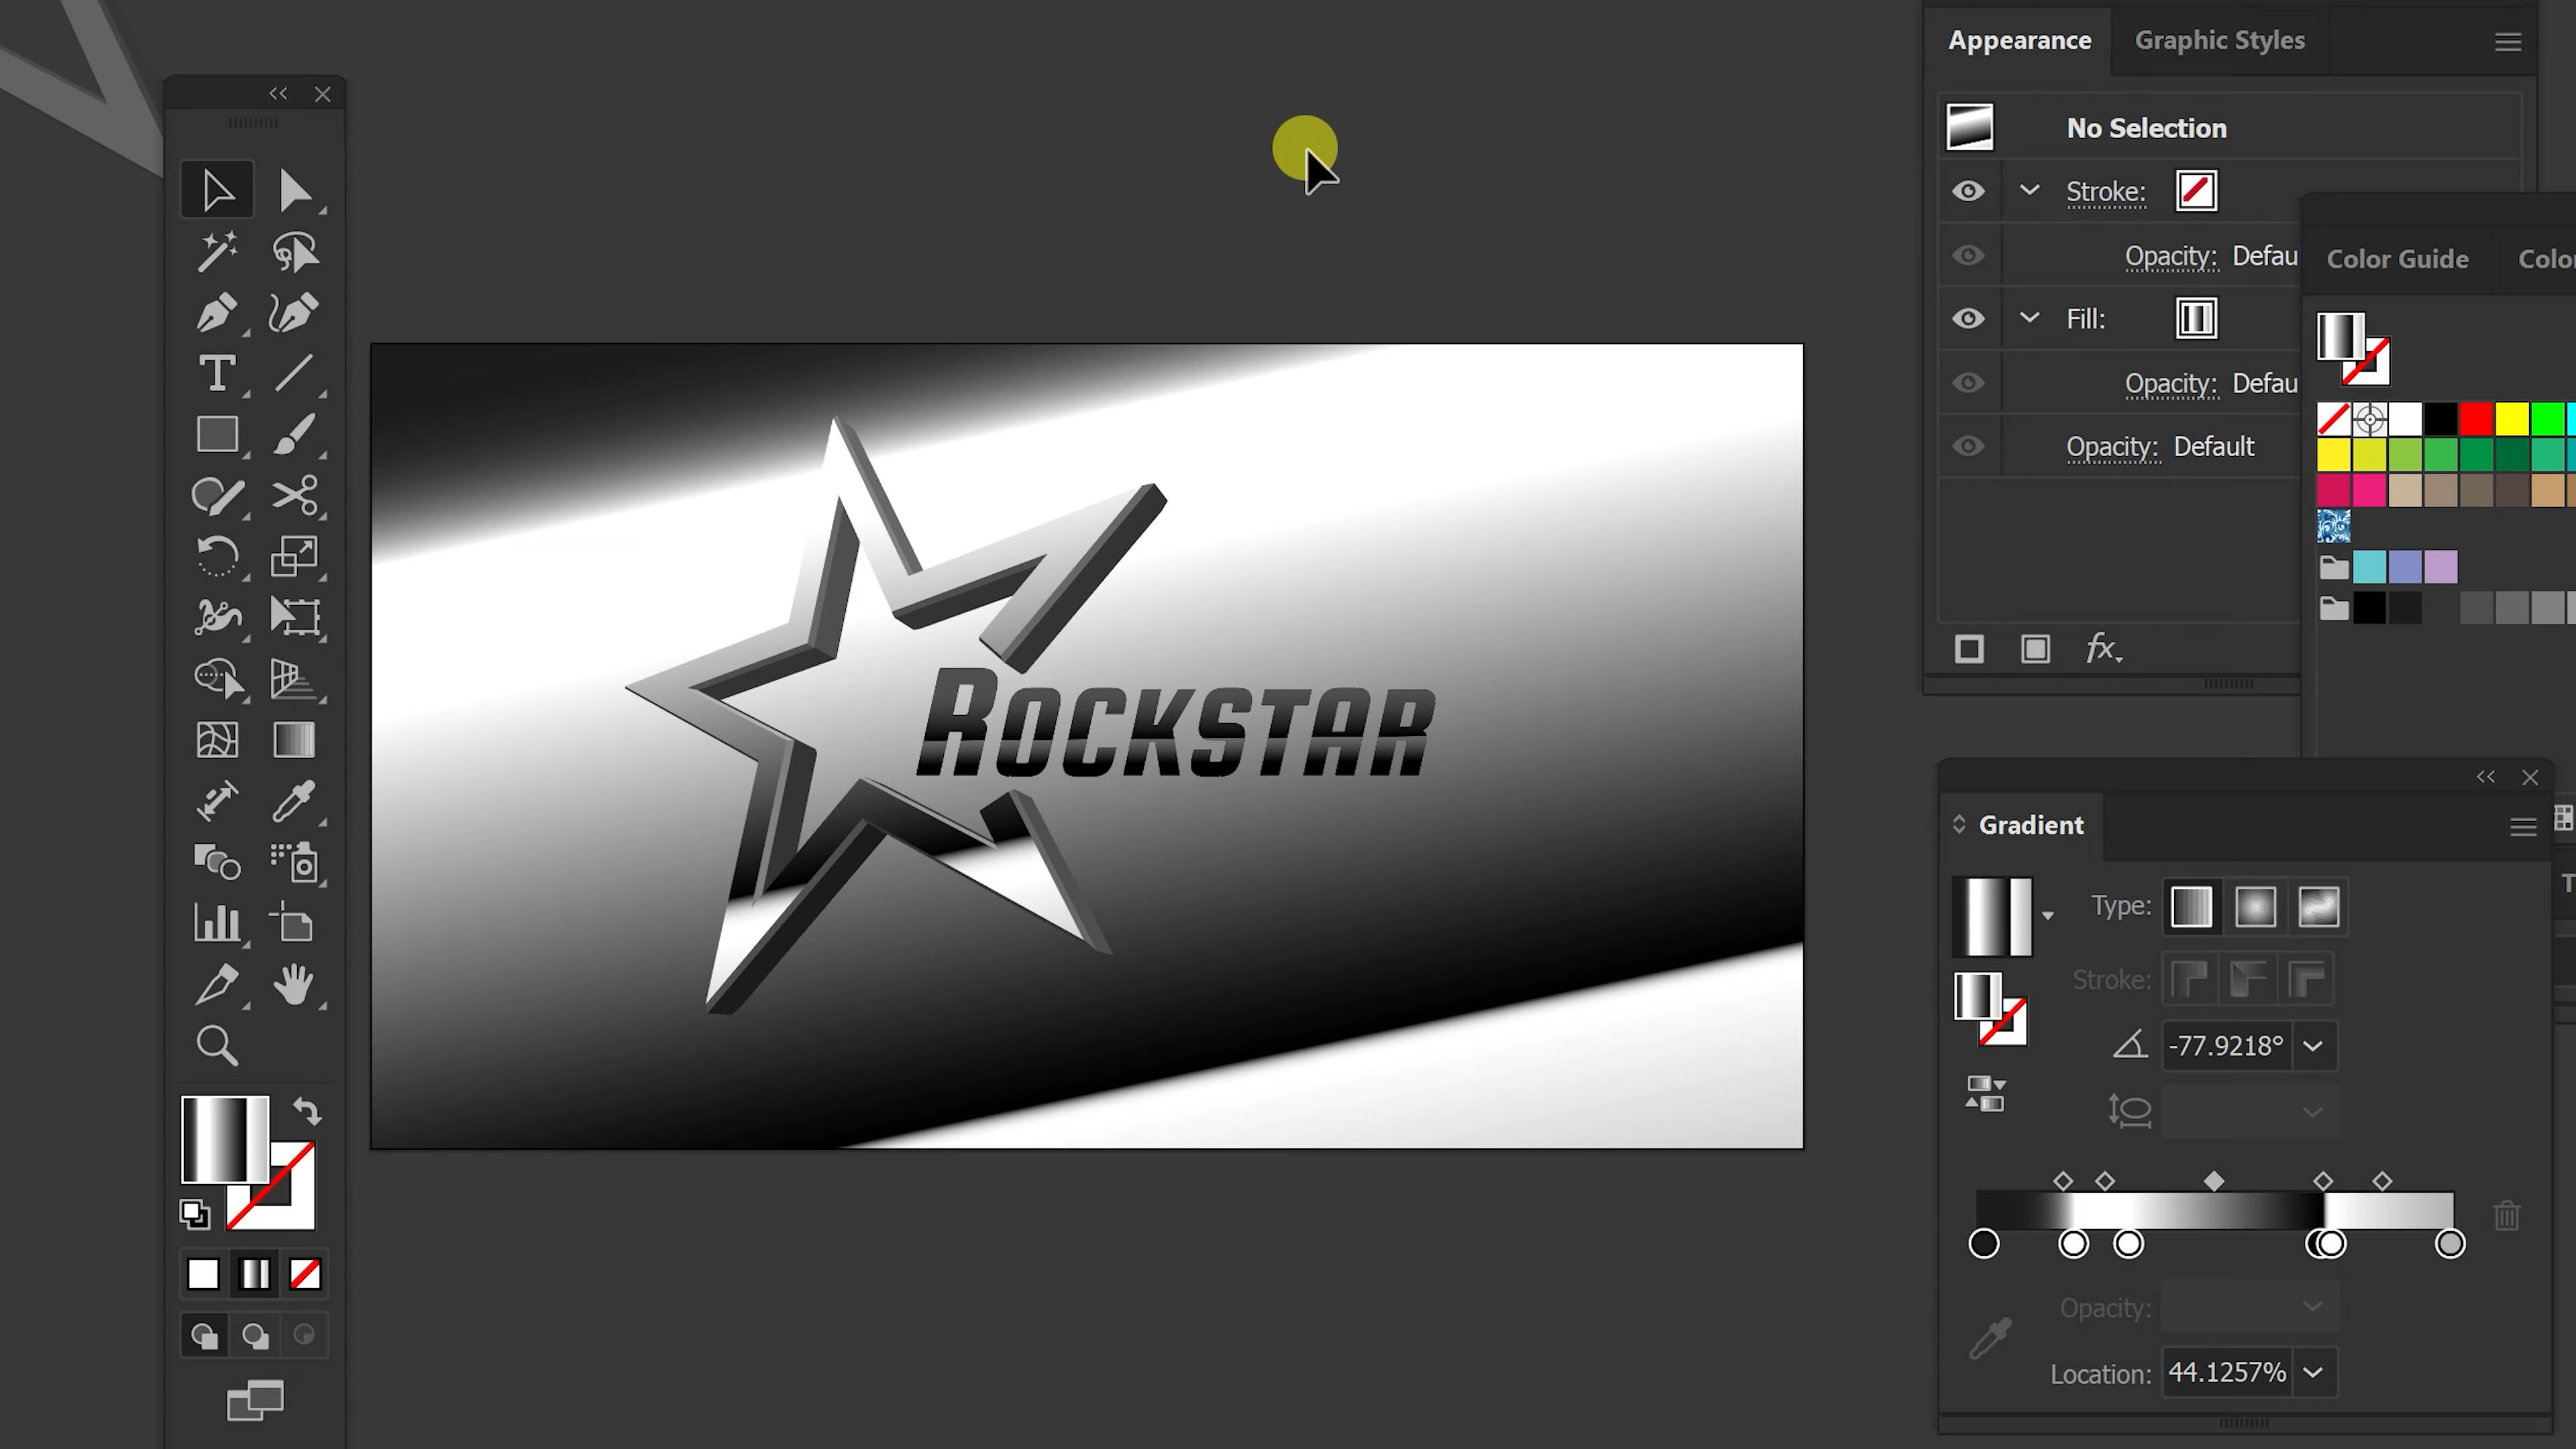 Appearance
Graphic Styles
No Selection
Stroke:
Opacity: Defau
Fill:
Opacity: Defau
Opacity: Default
fx
Color Guide
Colo
T
ROCKSTAR
Gradient
Type:
Stroke:
-77.9218°
Opacity:
Location: 44.1257%